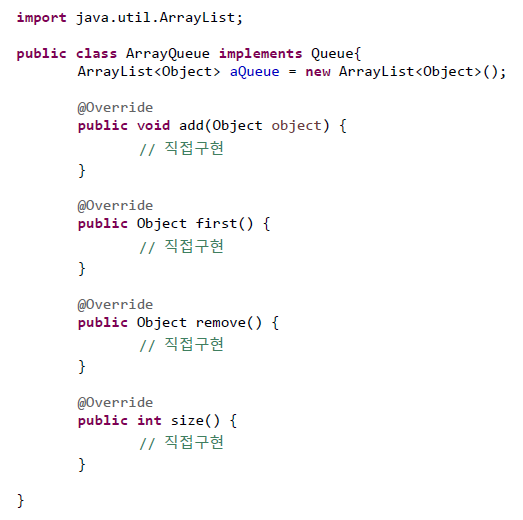 import java.util.ArrayList;
public class ArrayQueue implements Queue{
ArrayList<Object> aQueue = new ArrayList<Object>();
@Override
public void add(Object object) {
// 직접구현
}
@Override
public Object first() {
// 직접구현
}
@Override
public Object remove() {
// 직접구현
}
@Override
public int size() {
// 직접구현
}
}